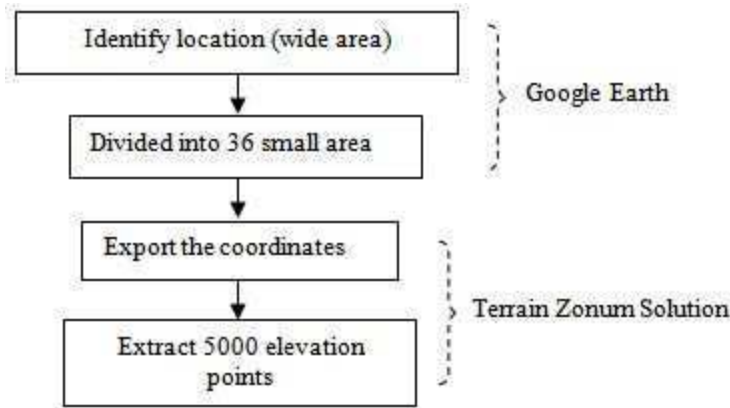 Identify location (wide area)
Google Earth
Divided into 36 small area
Export the coordinates
Terrain Zonum Solution
Extract 5000 elevation
points